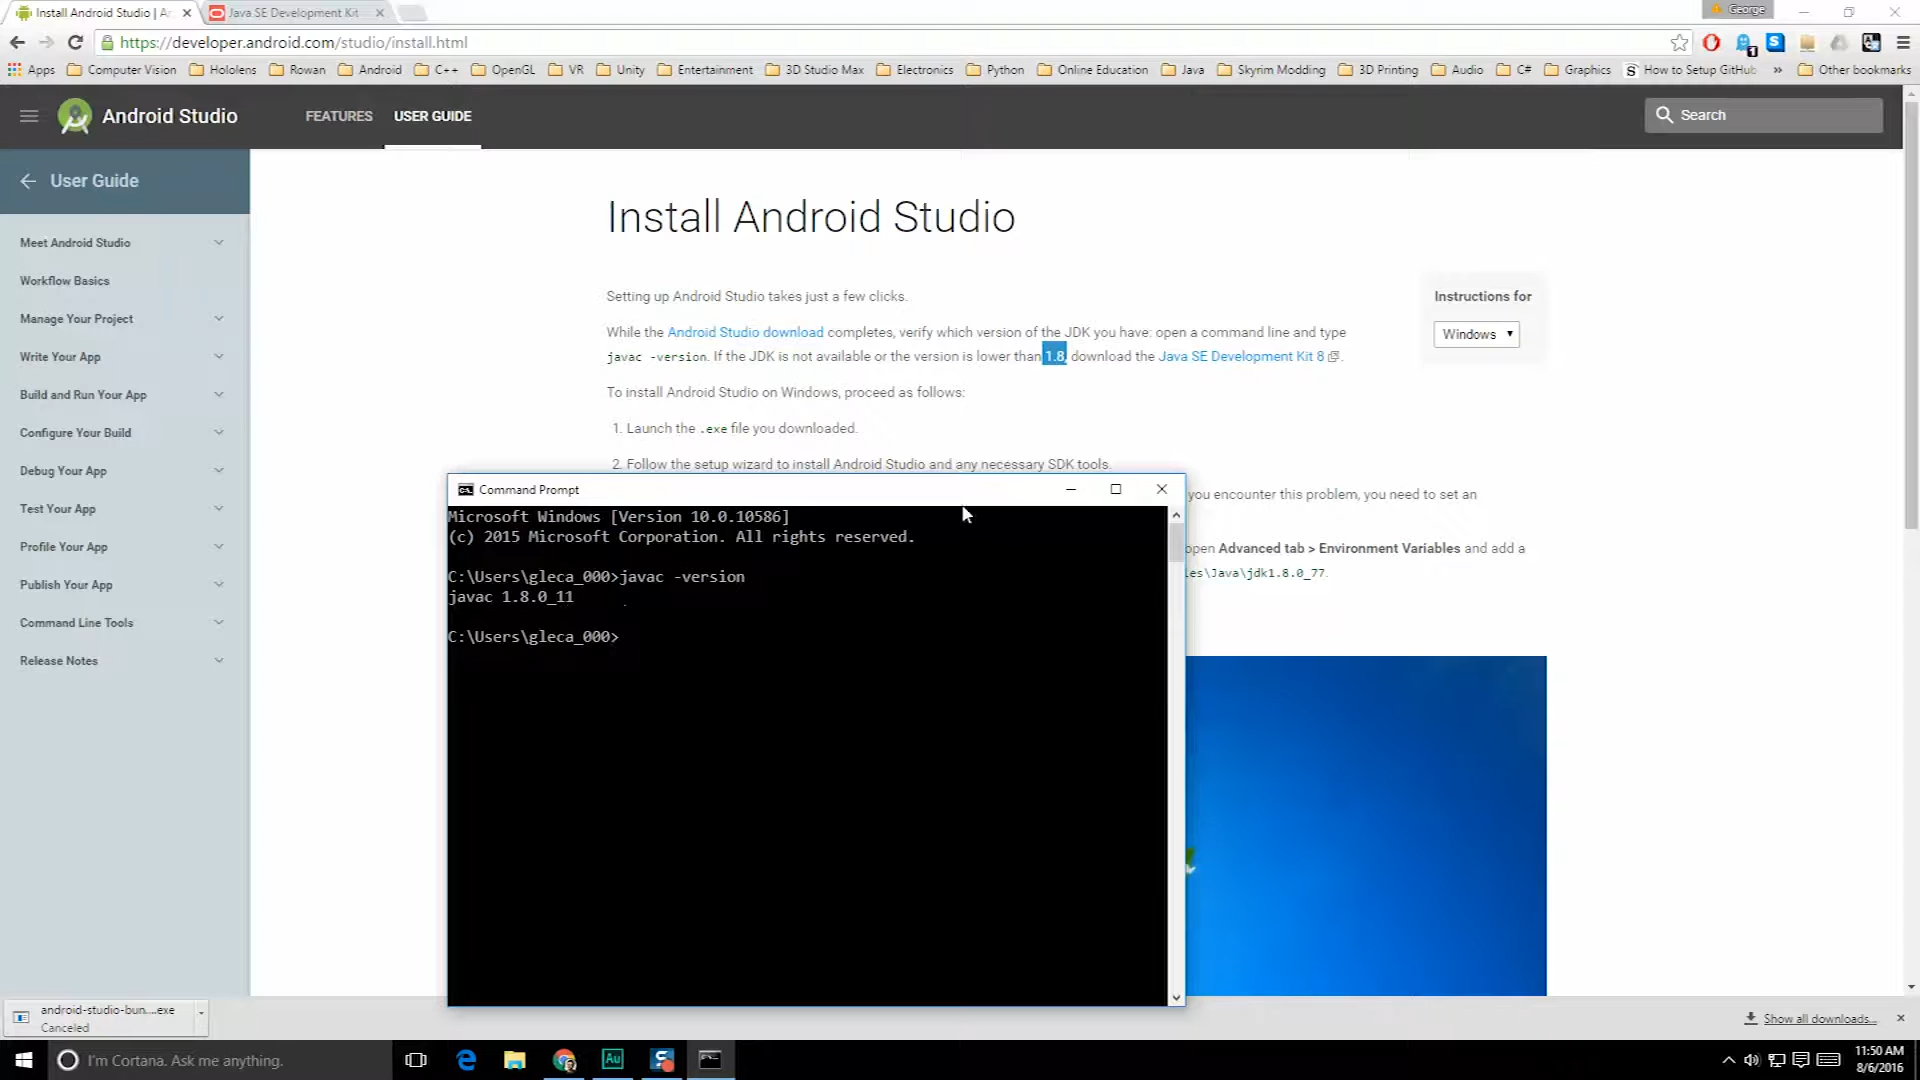 Install Android Studio | An
Java SE Development Kit
George
https://developer.android.com/studio/install.html
Apps
Computer Vision
Hololens
Rowan
Android
C++
OpenGL
VR
Unity
Entertainment
3D Studio Max
Electronics
Python
Online Education
Java
Skyrim Modding
3D Printing
Audio
C#
Graphics
How to Setup GitHub
»
Other bookmarks
Android Studio
FEATURES
USER GUIDE
Search
User Guide
Meet Android Studio
Workflow Basics
Manage Your Project
Write Your App
Build and Run Your App
Configure Your Build
Debug Your App
Test Your App
Profile Your App
Publish Your App
Command Line Tools
Release Notes
Install Android Studio
Setting up Android Studio takes just a few clicks.
While the Android Studio download completes, verify which version of the JDK you have: open a command line and type
javac -version. If the JDK is not available or the version is lower than 1.8, download the Java SE Development Kit 8.
To install Android Studio on Windows, proceed as follows:
1. Launch the .exe file you downloaded.
2. Follow the setup wizard to install Android Studio and any necessary SDK tools.
you encounter this problem, you need to set an
open Advanced tab > Environment Variables and add a
es\Java\jdk1.8.0_77.
Instructions for
Windows
Command Prompt
Microsoft Windows [Version 10.0.10586]
(c) 2015 Microsoft Corporation. All rights reserved.
C:\Users\gleca_000>javac -version
javac 1.8.0_11
C:\Users\gleca_000>
android-studio-bun....exe
Canceled
Show all downloads...
I'm Cortana. Ask me anything.
Au
11:50 AM
8/6/2016